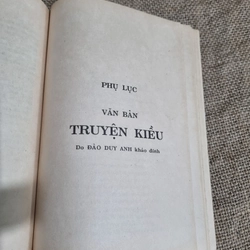 PHỤ LỤC
VĂN BẢN
TRUYỆN KIỀU
Do ĐÀO DUY ANH khảo đính